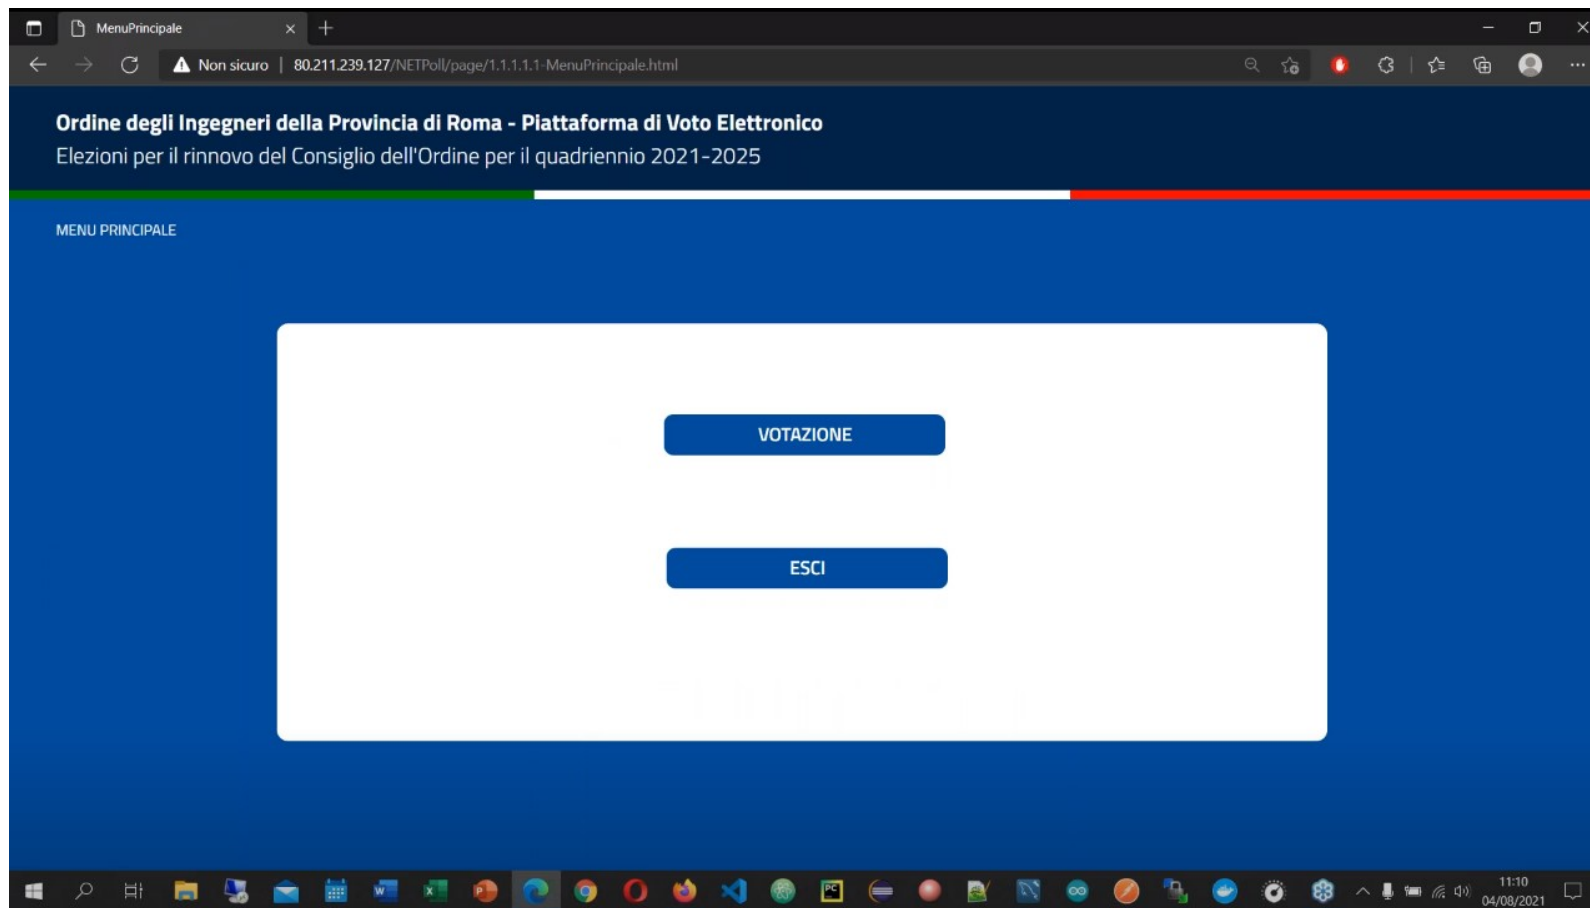 MenuPrincipale
Non sicuro | 80.211.239.127/NETPoll/page/1.1.1.1.1-MenuPrincipale.html
Ordine degli Ingegneri della Provincia di Roma - Piattaforma di Voto Elettronico
Elezioni per il rinnovo del Consiglio dell'Ordine per il quadriennio 2021-2025
MENU PRINCIPALE
VOTAZIONE
ESCI
11:10
04/08/2021